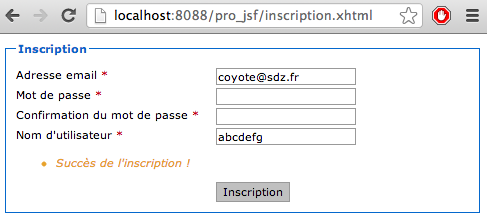 localhost:8088/pro_jsf/inscription.xhtml
Inscription
Adresse email * coyote@sdz.fr
Mot de passe *
Confirmation du mot de passe *
Nom d'utilisateur * abcdefg
• Succès de l'inscription !
Inscription